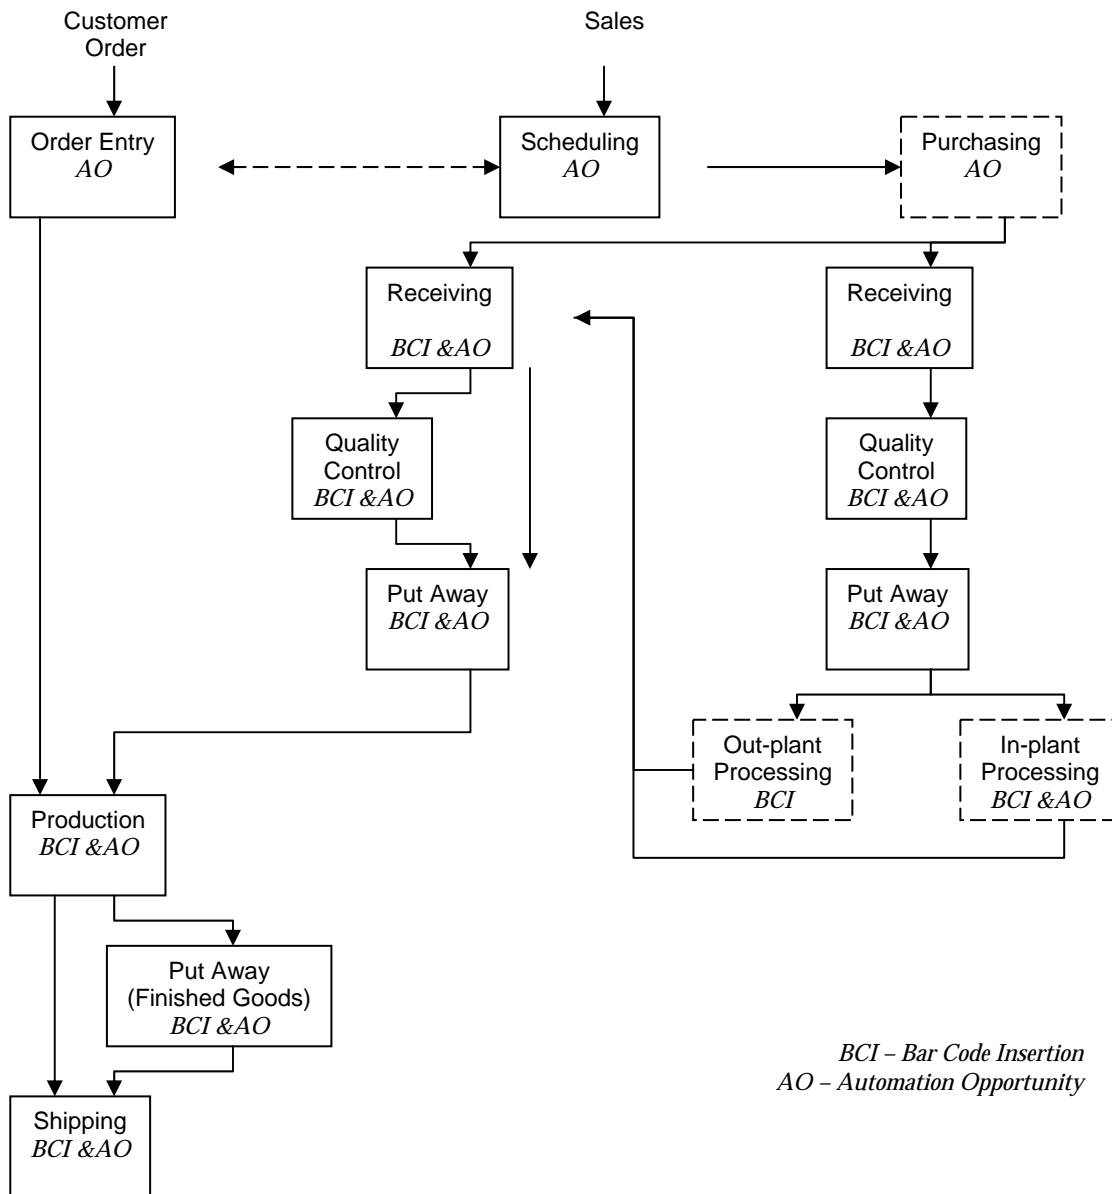 Customer
Order
Sales
Order Entry
AO
Scheduling
AO
Purchasing
AO
Receiving
BCI &AO
Receiving
BCI &AO
Quality
Control
BCI &AO
Quality
Control
BCI &AO
Put Away
BCI &AO
Put Away
BCI &AO
Out-plant
Processing
BCI
In-plant
Processing
BCI &AO
Production
BCI &AO
Put Away
(Finished Goods)
BCI &AO
BCI – Bar Code Insertion
AO – Automation Opportunity
Shipping
BCI &AO